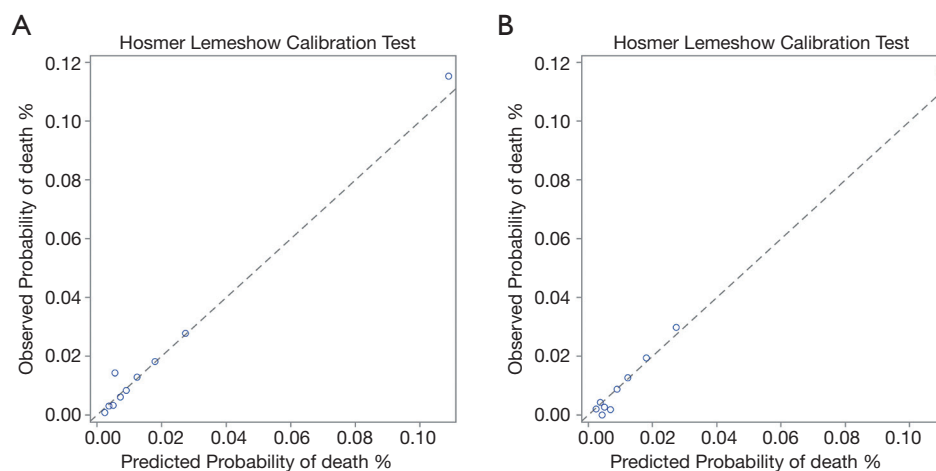 A
Hosmer Lemeshow Calibration Test
Observed Probability of death %
0.12
0.10
0.08
0.06
0.04
0.02
0.00
0.00 0.02 0.04 0.06 0.08 0.10
Predicted Probability of death %
B
Hosmer Lemeshow Calibration Test
Observed Probability of death %
0.12
0.10
0.08
0.06
0.04
0.02
0.00
0.00 0.02 0.04 0.06 0.08 0.10
Predicted Probability of death %